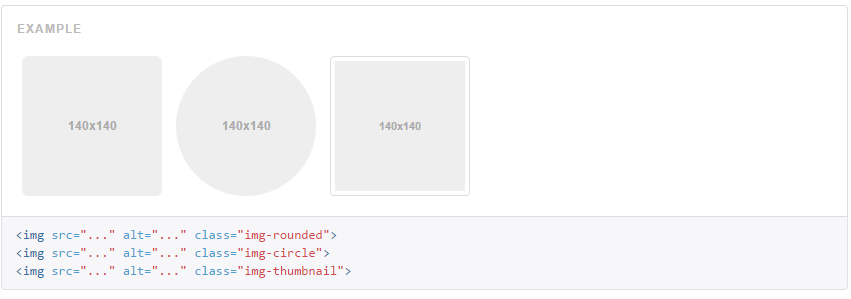 EXAMPLE
140x140 140x140 140x140
<img src="..." alt="..." class="img-rounded">
<img src="..." alt="..." class="img-circle">
<img src="..." alt="..." class="img-thumbnail">